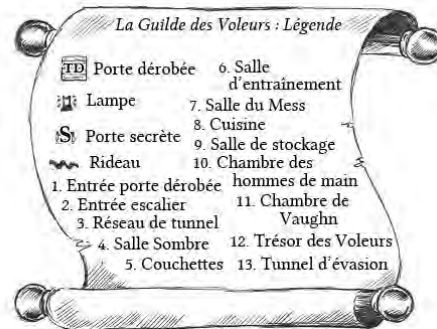 La Guilde des Voleurs : Légende
TD Porte dérobée
Lampe
S Porte secrète
Rideau
1. Entrée porte dérobée
2. Entrée escalier
3. Réseau de tunnel
4. Salle Sombre
5. Couchettes
6. Salle
d'entraînement
7. Salle du Mess
8. Cuisine
9. Salle de stockage
10. Chambre des
hommes de main
11. Chambre de
Vaughn
12. Trésor des Voleurs
13. Tunnel d'évasion